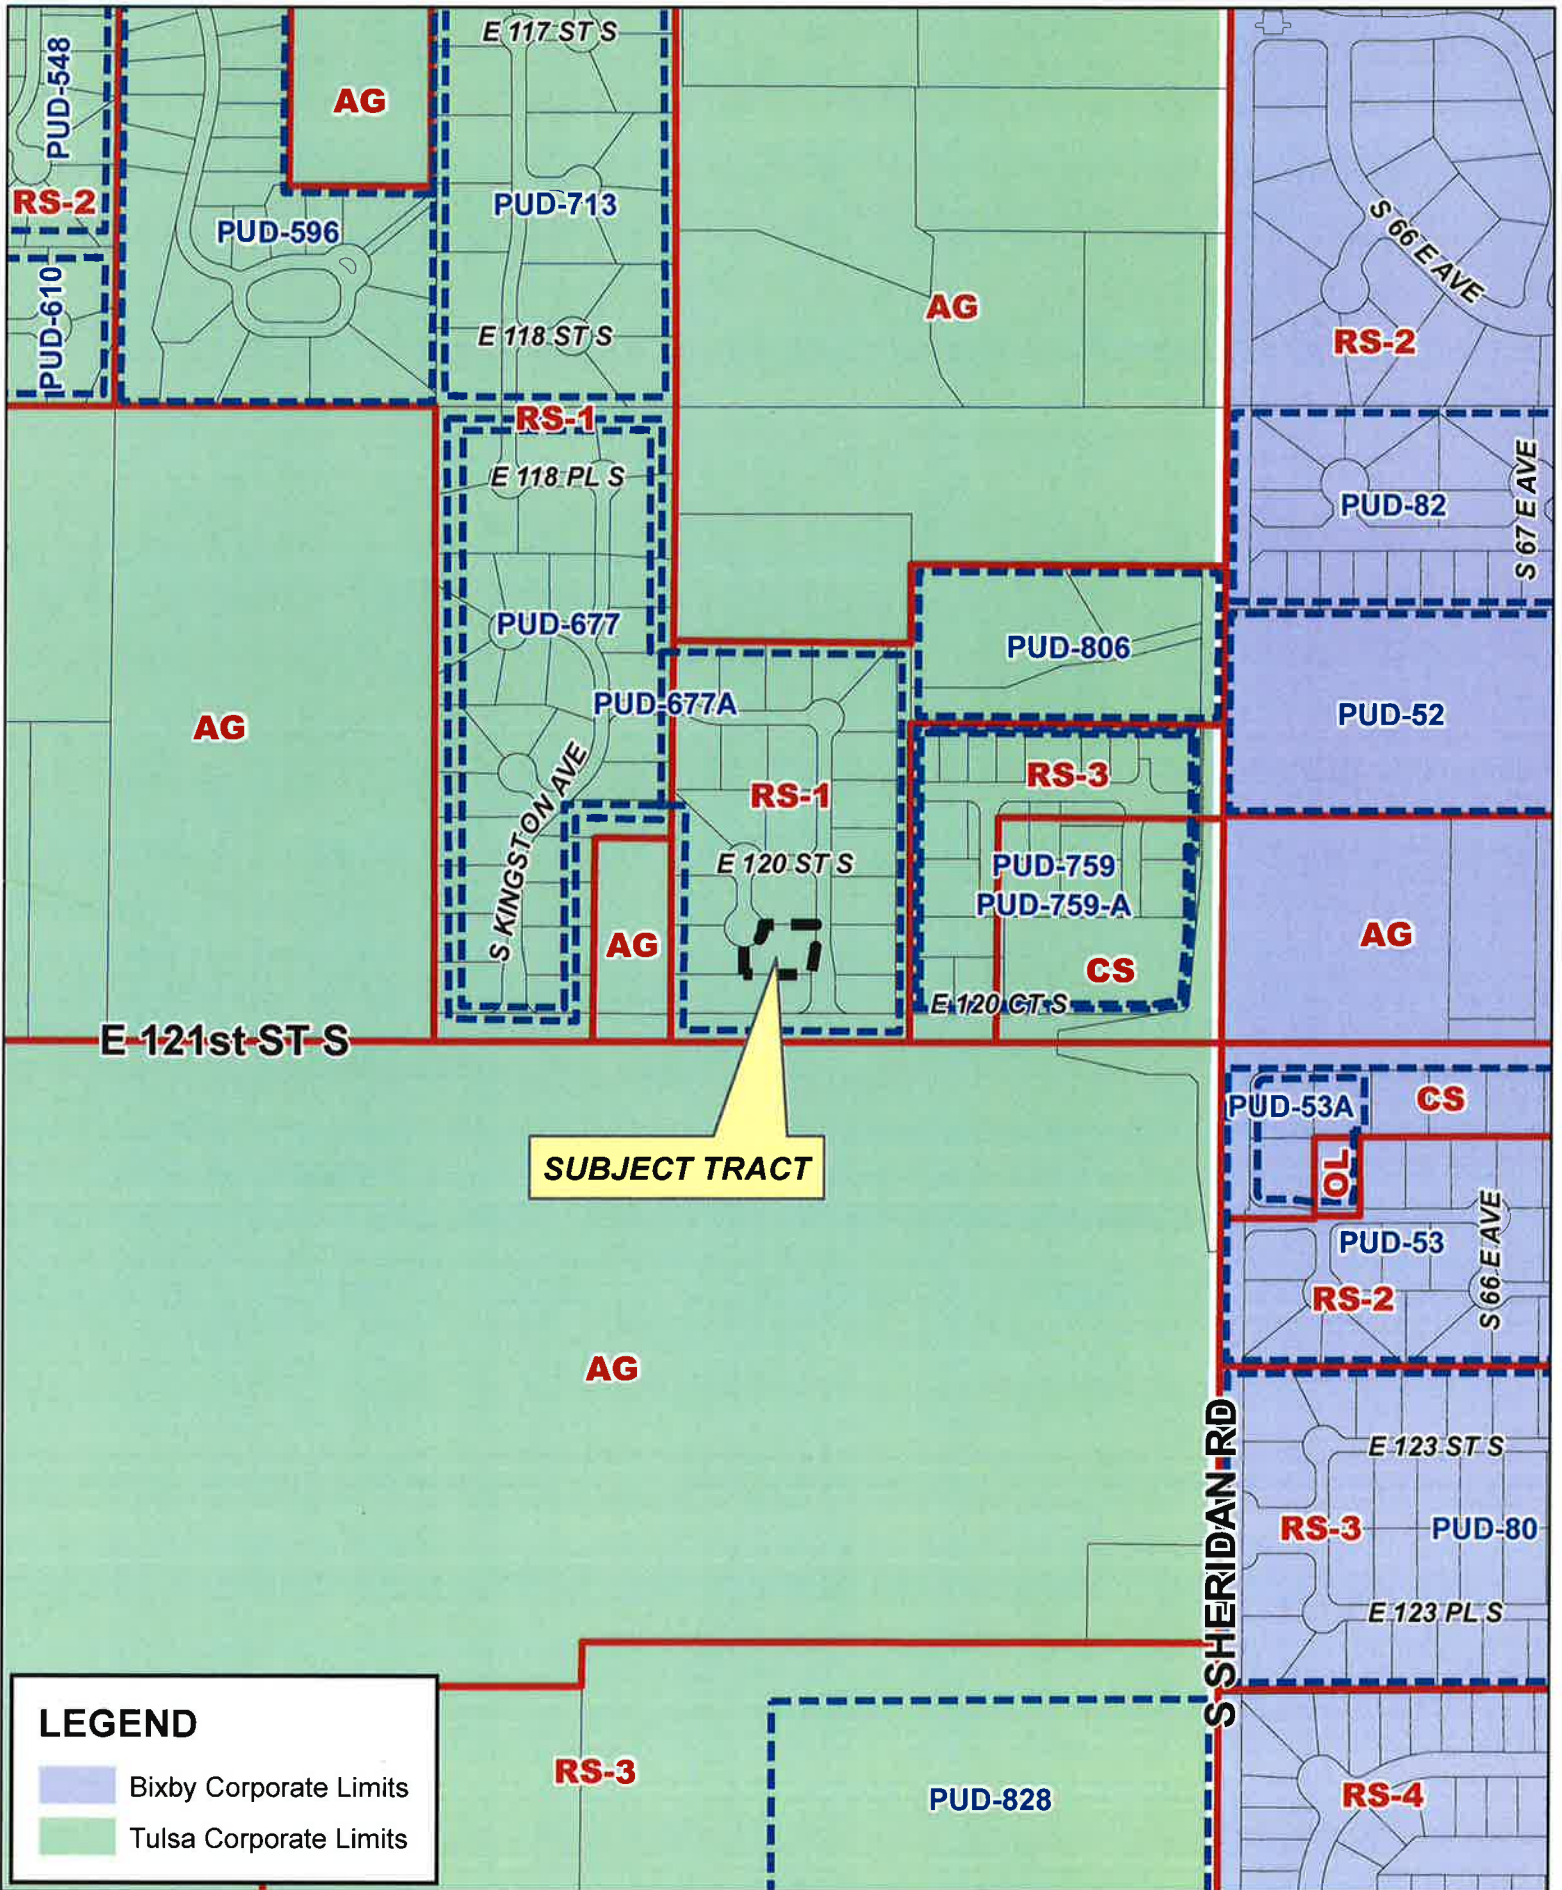 E 117 ST S
PUD-548
AG
RS-2
PUD-713
PUD-596
S 66 E AVE
PUD-610
AG
E 118 ST S
RS-2
RS-1
E 118 PL S
PUD-82
S 67 E AVE
PUD-677
PUD-806
PUD-677A
PUD-52
AG
RS-3
RS-1
S KINGSTON AVE
E 120 ST S
PUD-759
PUD-759-A
AG
AG
CS
E 120 CT S
E 121st ST S
PUD-53A
CS
SUBJECT TRACT
OL
PUD-53
S 66 E AVE
RS-2
AG
E 123 ST S
S SHERIDAN RD
RS-3
PUD-80
E 123 PL S
LEGEND
Bixby Corporate Limits
Tulsa Corporate Limits
RS-3
PUD-828
RS-4